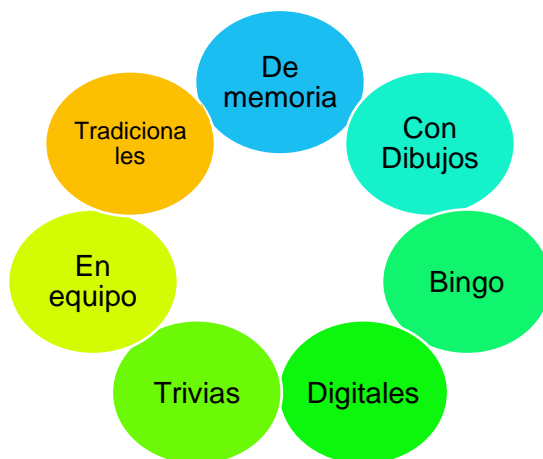 De
memoria
Con
Dibujos
Bingo
Digitales
Trivias
En
equipo
Tradiciona
les